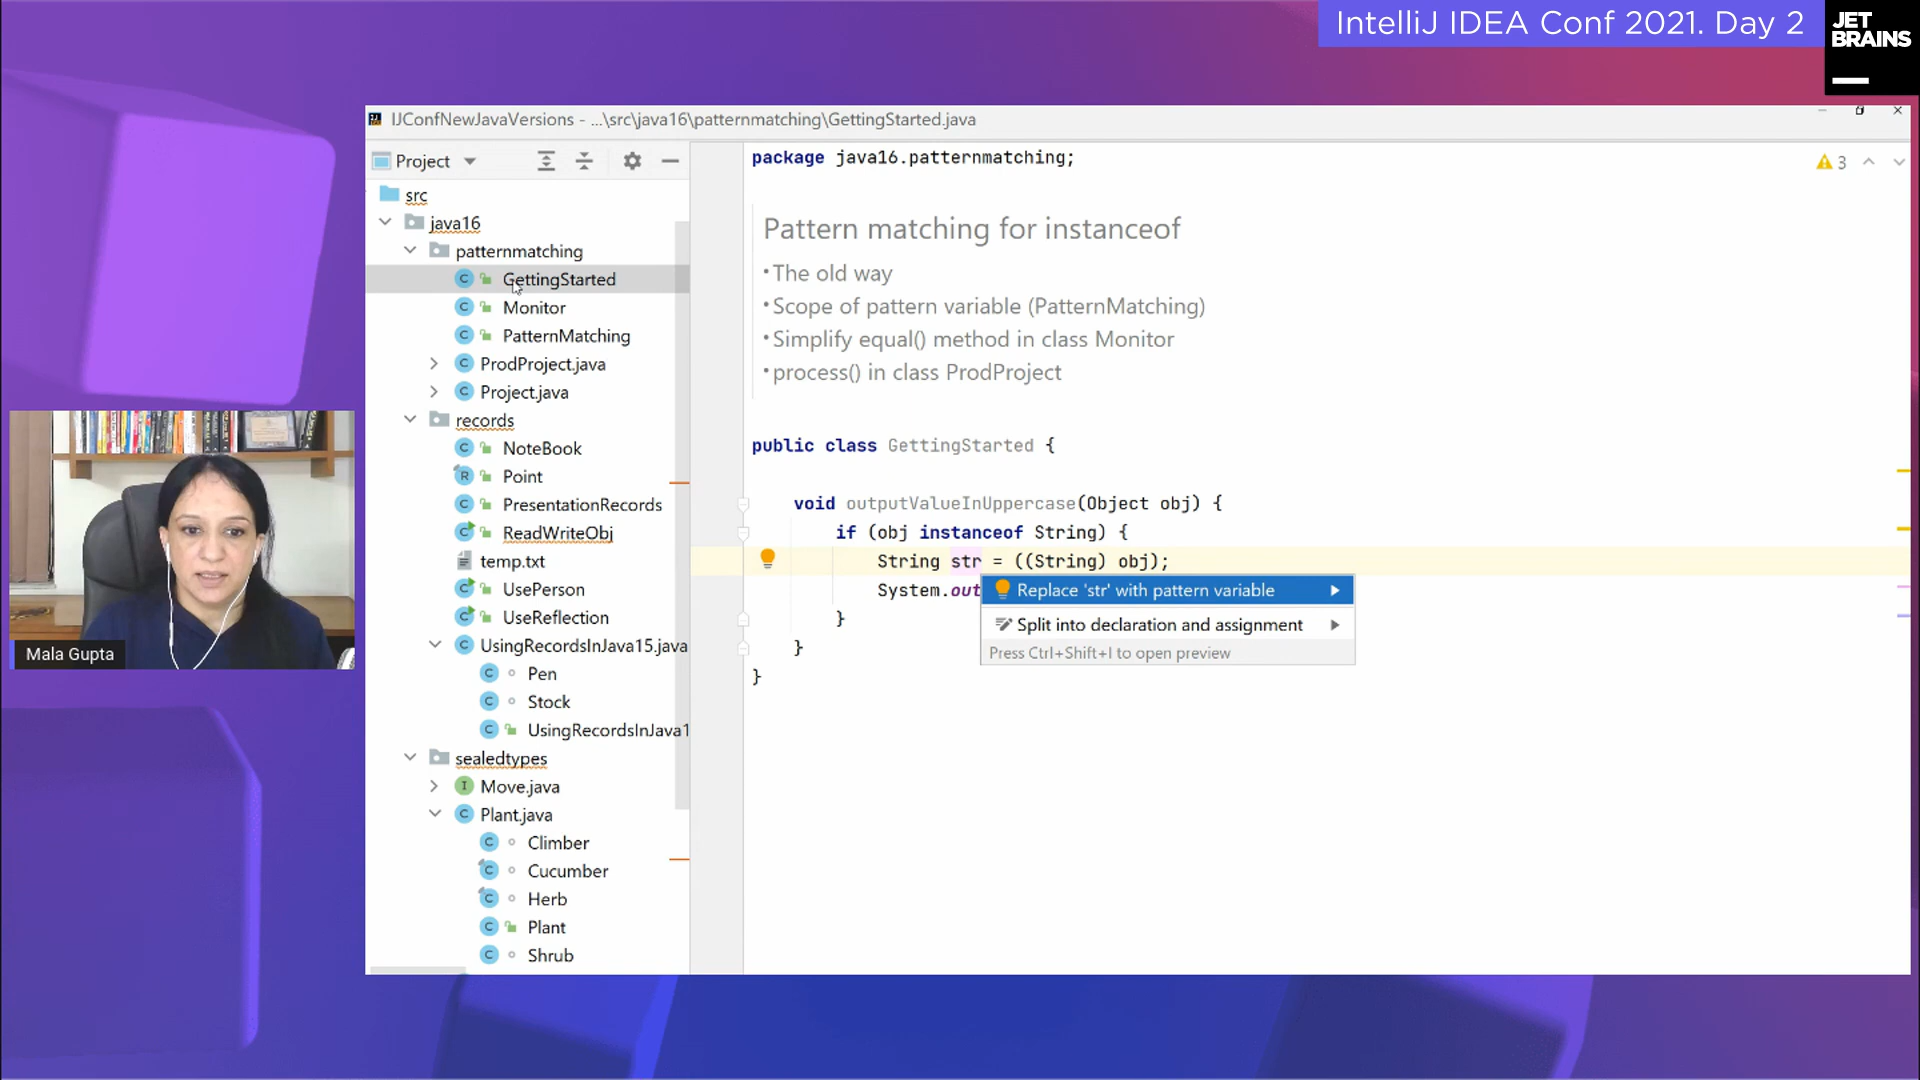 IntelliJ IDEA Conf 2021. Day 2
JET
BRAINS
IJConfNewJavaVersions - ...\src\java16\patternmatching\GettingStarted.java
Project
src
java16
patternmatching
GettingStarted
Monitor
PatternMatching
ProdProject.java
Project.java
records
NoteBook
Point
PresentationRecords
ReadWriteObj
temp.txt
UsePerson
UseReflection
UsingRecordsInJava15.java
Pen
Stock
UsingRecordsInJava1
sealedtypes
Move.java
Plant.java
Climber
Cucumber
Herb
Plant
Shrub
package java16.patternmatching;
3
Pattern matching for instanceof
•The old way
•Scope of pattern variable (PatternMatching)
•Simplify equal() method in class Monitor
•process() in class ProdProject
public class GettingStarted {
void outputValueInUppercase(Object obj) {
if (obj instanceof String) {
String str = ((String) obj);
System.out
}
}
}
Replace 'str' with pattern variable
Split into declaration and assignment
Press Ctrl+Shift+I to open preview
Mala Gupta